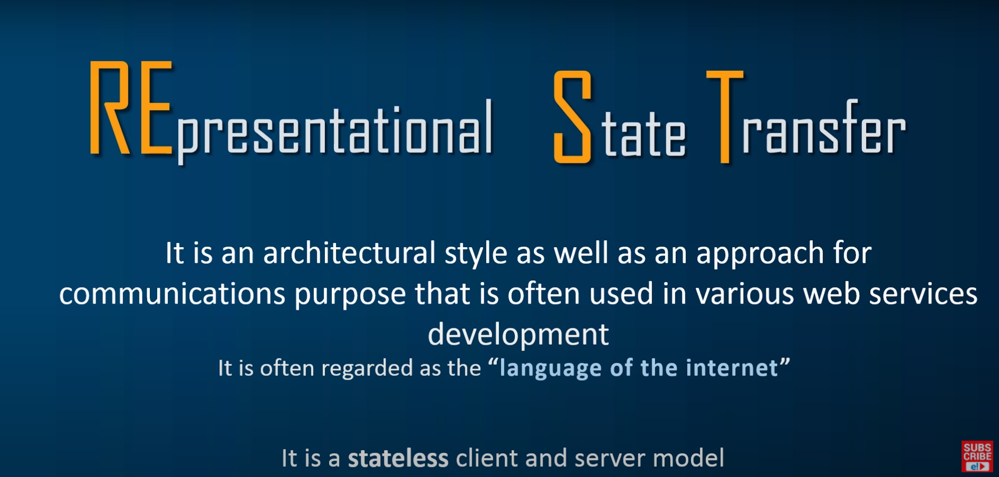 REpresentational State Transfer
It is an architectural style as well as an approach for
communications purpose that is often used in various web services
development
It is often regarded as the “language of the internet”
It is a stateless client and server model
SUBS
CRIBE
e!